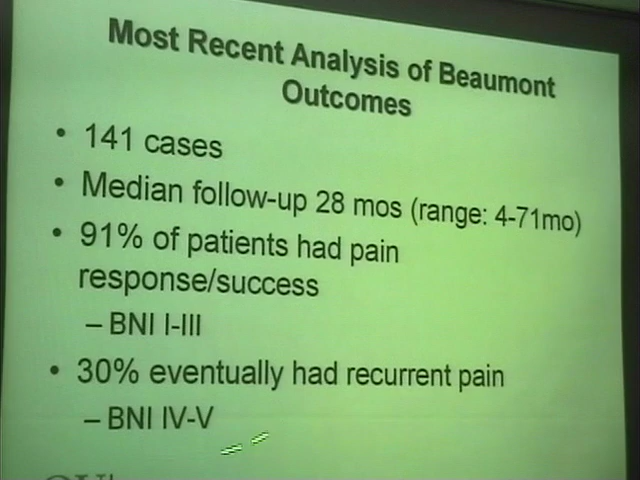 Most Recent Analysis of Beaumont
Outcomes
• 141 cases
• Median follow-up 28 mos (range: 4-71mo)
• 91% of patients had pain
response/success
– BNI I-III
• 30% eventually had recurrent pain
– BNI IV-V